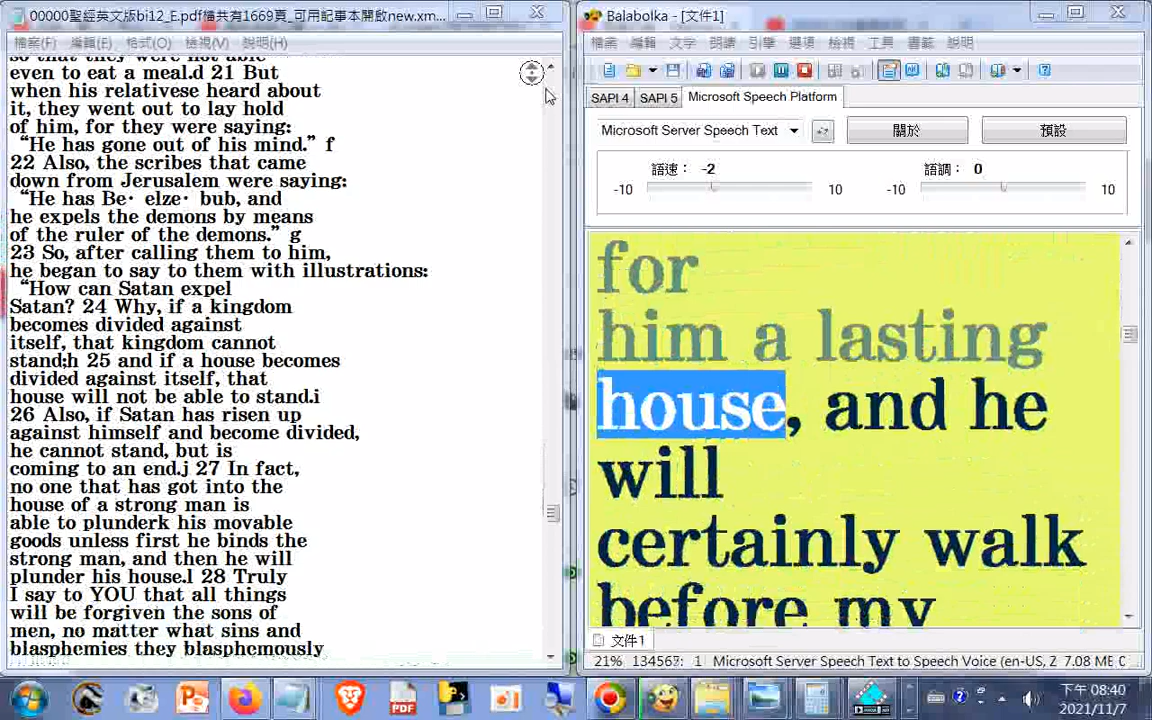 00000聖經英文版bi12_E.pdf檔共有1669頁_可用記事本開啟new.xm...
檔案(F) 編輯(E) 格式(O) 檢視(V) 說明(H)
so that they were not able
even to eat a meal.d 21 But
when his relativese heard about
it, they went out to lay hold
of him, for they were saying:
“He has gone out of his mind.” f
22 Also, the scribes that came
down from Jerusalem were saying:
“He has Be· elze· bub, and
he expels the demons by means
of the ruler of the demons.” g
23 So, after calling them to him,
he began to say to them with illustrations:
“How can Satan expel
Satan? 24 Why, if a kingdom
becomes divided against
itself, that kingdom cannot
stand;h 25 and if a house becomes
divided against itself, that
house will not be able to stand.i
26 Also, if Satan has risen up
against himself and become divided,
he cannot stand, but is
coming to an end.j 27 In fact,
no one that has got into the
house of a strong man is
able to plunderk his movable
goods unless first he binds the
strong man, and then he will
plunder his house.l 28 Truly
I say to YOU that all things
will be forgiven the sons of
men, no matter what sins and
blasphemies they blasphemously
Balabolka - [文件1]
檔案 編輯 文字 朗讀 引擎 選項 檢視 工具 書籤 說明
SAPI 4 SAPI 5 Microsoft Speech Platform
Microsoft Server Speech Text 關於 預設
語速： -2 語調： 0
-10 10 -10 10
for
him a lasting
house, and he
will
certainly walk
before my
文件1
21% 134567: 1 Microsoft Server Speech Text to Speech Voice (en-US, 2 7.08 MB
PDF
下午 08:40
2021/11/7